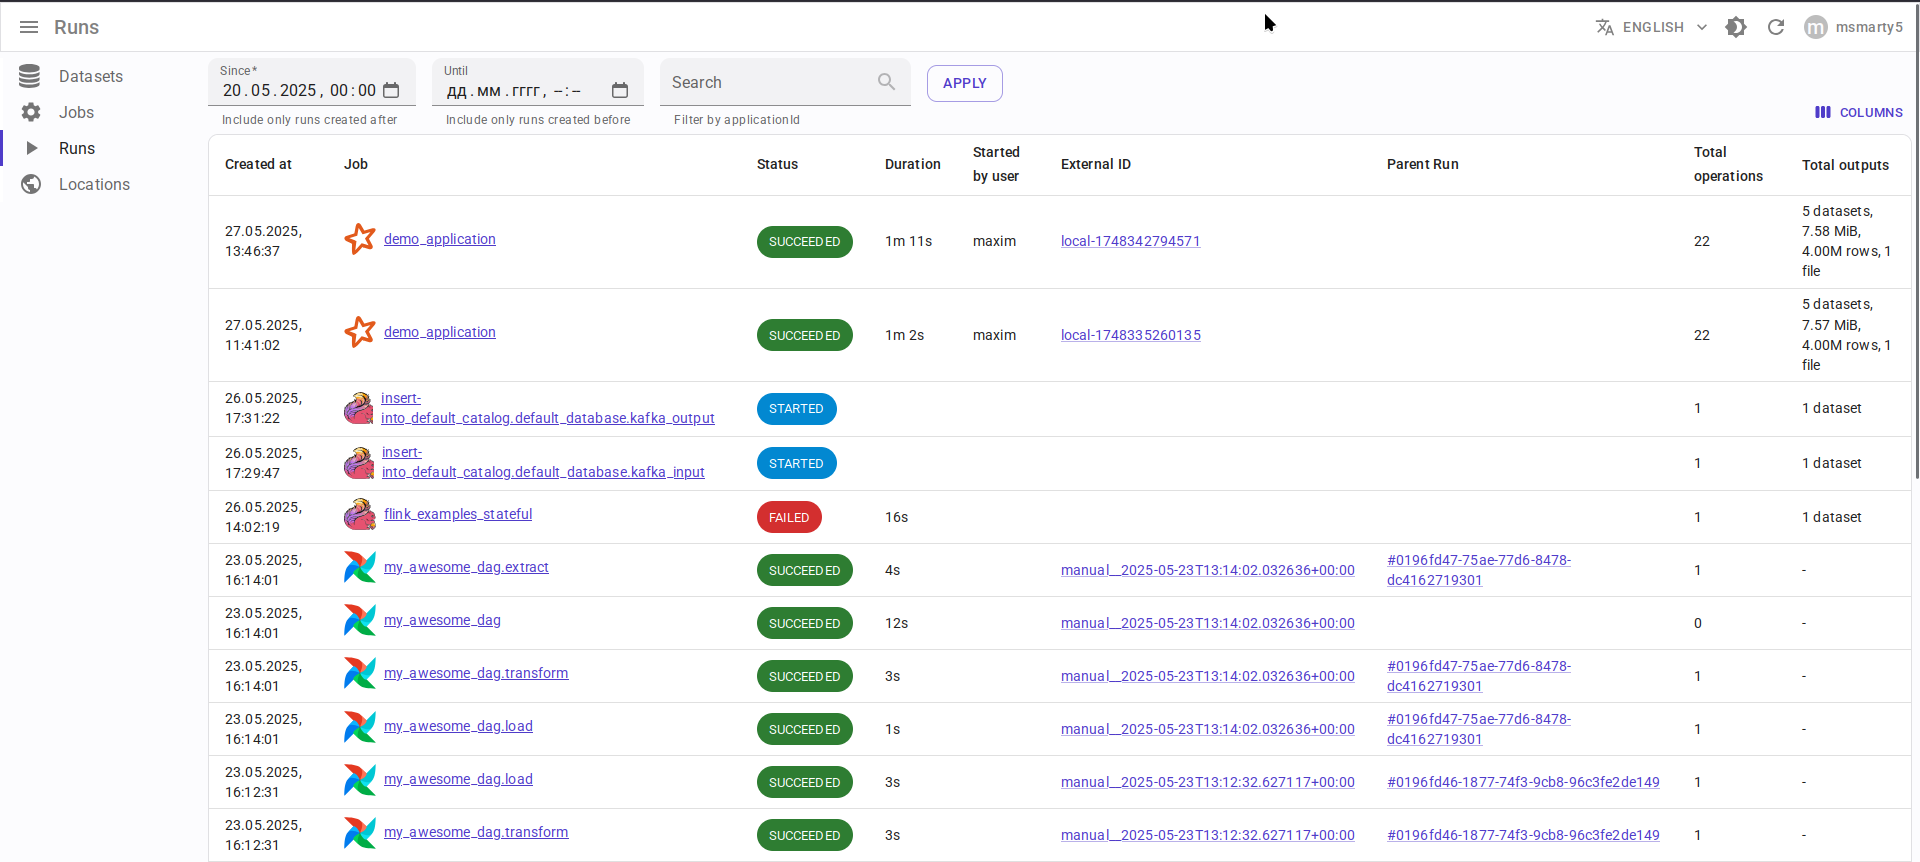 Runs
ENGLISH
m
msmarty5
Datasets
Jobs
Runs
Locations
Since*
20.05.2025, 00:00
Include only runs created after
Until
дд.мм.гггг, --:--
Include only runs created before
Search
Filter by applicationId
APPLY
COLUMNS
Created at Job Status Duration Started by user External ID Parent Run Total operations Total outputs
27.05.2025, 13:46:37 demo_application SUCCEEDED 1m 11s maxim local-1748342794571 22 5 datasets, 7.58 MiB, 4.00M rows, 1 file
27.05.2025, 11:41:02 demo_application SUCCEEDED 1m 2s maxim local-1748335260135 22 5 datasets, 7.57 MiB, 4.00M rows, 1 file
26.05.2025, 17:31:22 insert-into_default_catalog.default_database.kafka_output STARTED 1 1 dataset
26.05.2025, 17:29:47 insert-into_default_catalog.default_database.kafka_input STARTED 1 1 dataset
26.05.2025, 14:02:19 flink_examples_stateful FAILED 16s 1 1 dataset
23.05.2025, 16:14:01 my_awesome_dag.extract SUCCEEDED 4s manual__2025-05-23T13:14:02.032636+00:00 #0196fd47-75ae-77d6-8478-dc4162719301 1 -
23.05.2025, 16:14:01 my_awesome_dag SUCCEEDED 12s manual__2025-05-23T13:14:02.032636+00:00 0 -
23.05.2025, 16:14:01 my_awesome_dag.transform SUCCEEDED 3s manual__2025-05-23T13:14:02.032636+00:00 #0196fd47-75ae-77d6-8478-dc4162719301 1 -
23.05.2025, 16:14:01 my_awesome_dag.load SUCCEEDED 1s manual__2025-05-23T13:14:02.032636+00:00 #0196fd47-75ae-77d6-8478-dc4162719301 1 -
23.05.2025, 16:12:31 my_awesome_dag.load SUCCEEDED 3s manual__2025-05-23T13:12:32.627117+00:00 #0196fd46-1877-74f3-9cb8-96c3fe2de149 1 -
23.05.2025, 16:12:31 my_awesome_dag.transform SUCCEEDED 3s manual__2025-05-23T13:12:32.627117+00:00 #0196fd46-1877-74f3-9cb8-96c3fe2de149 1 -